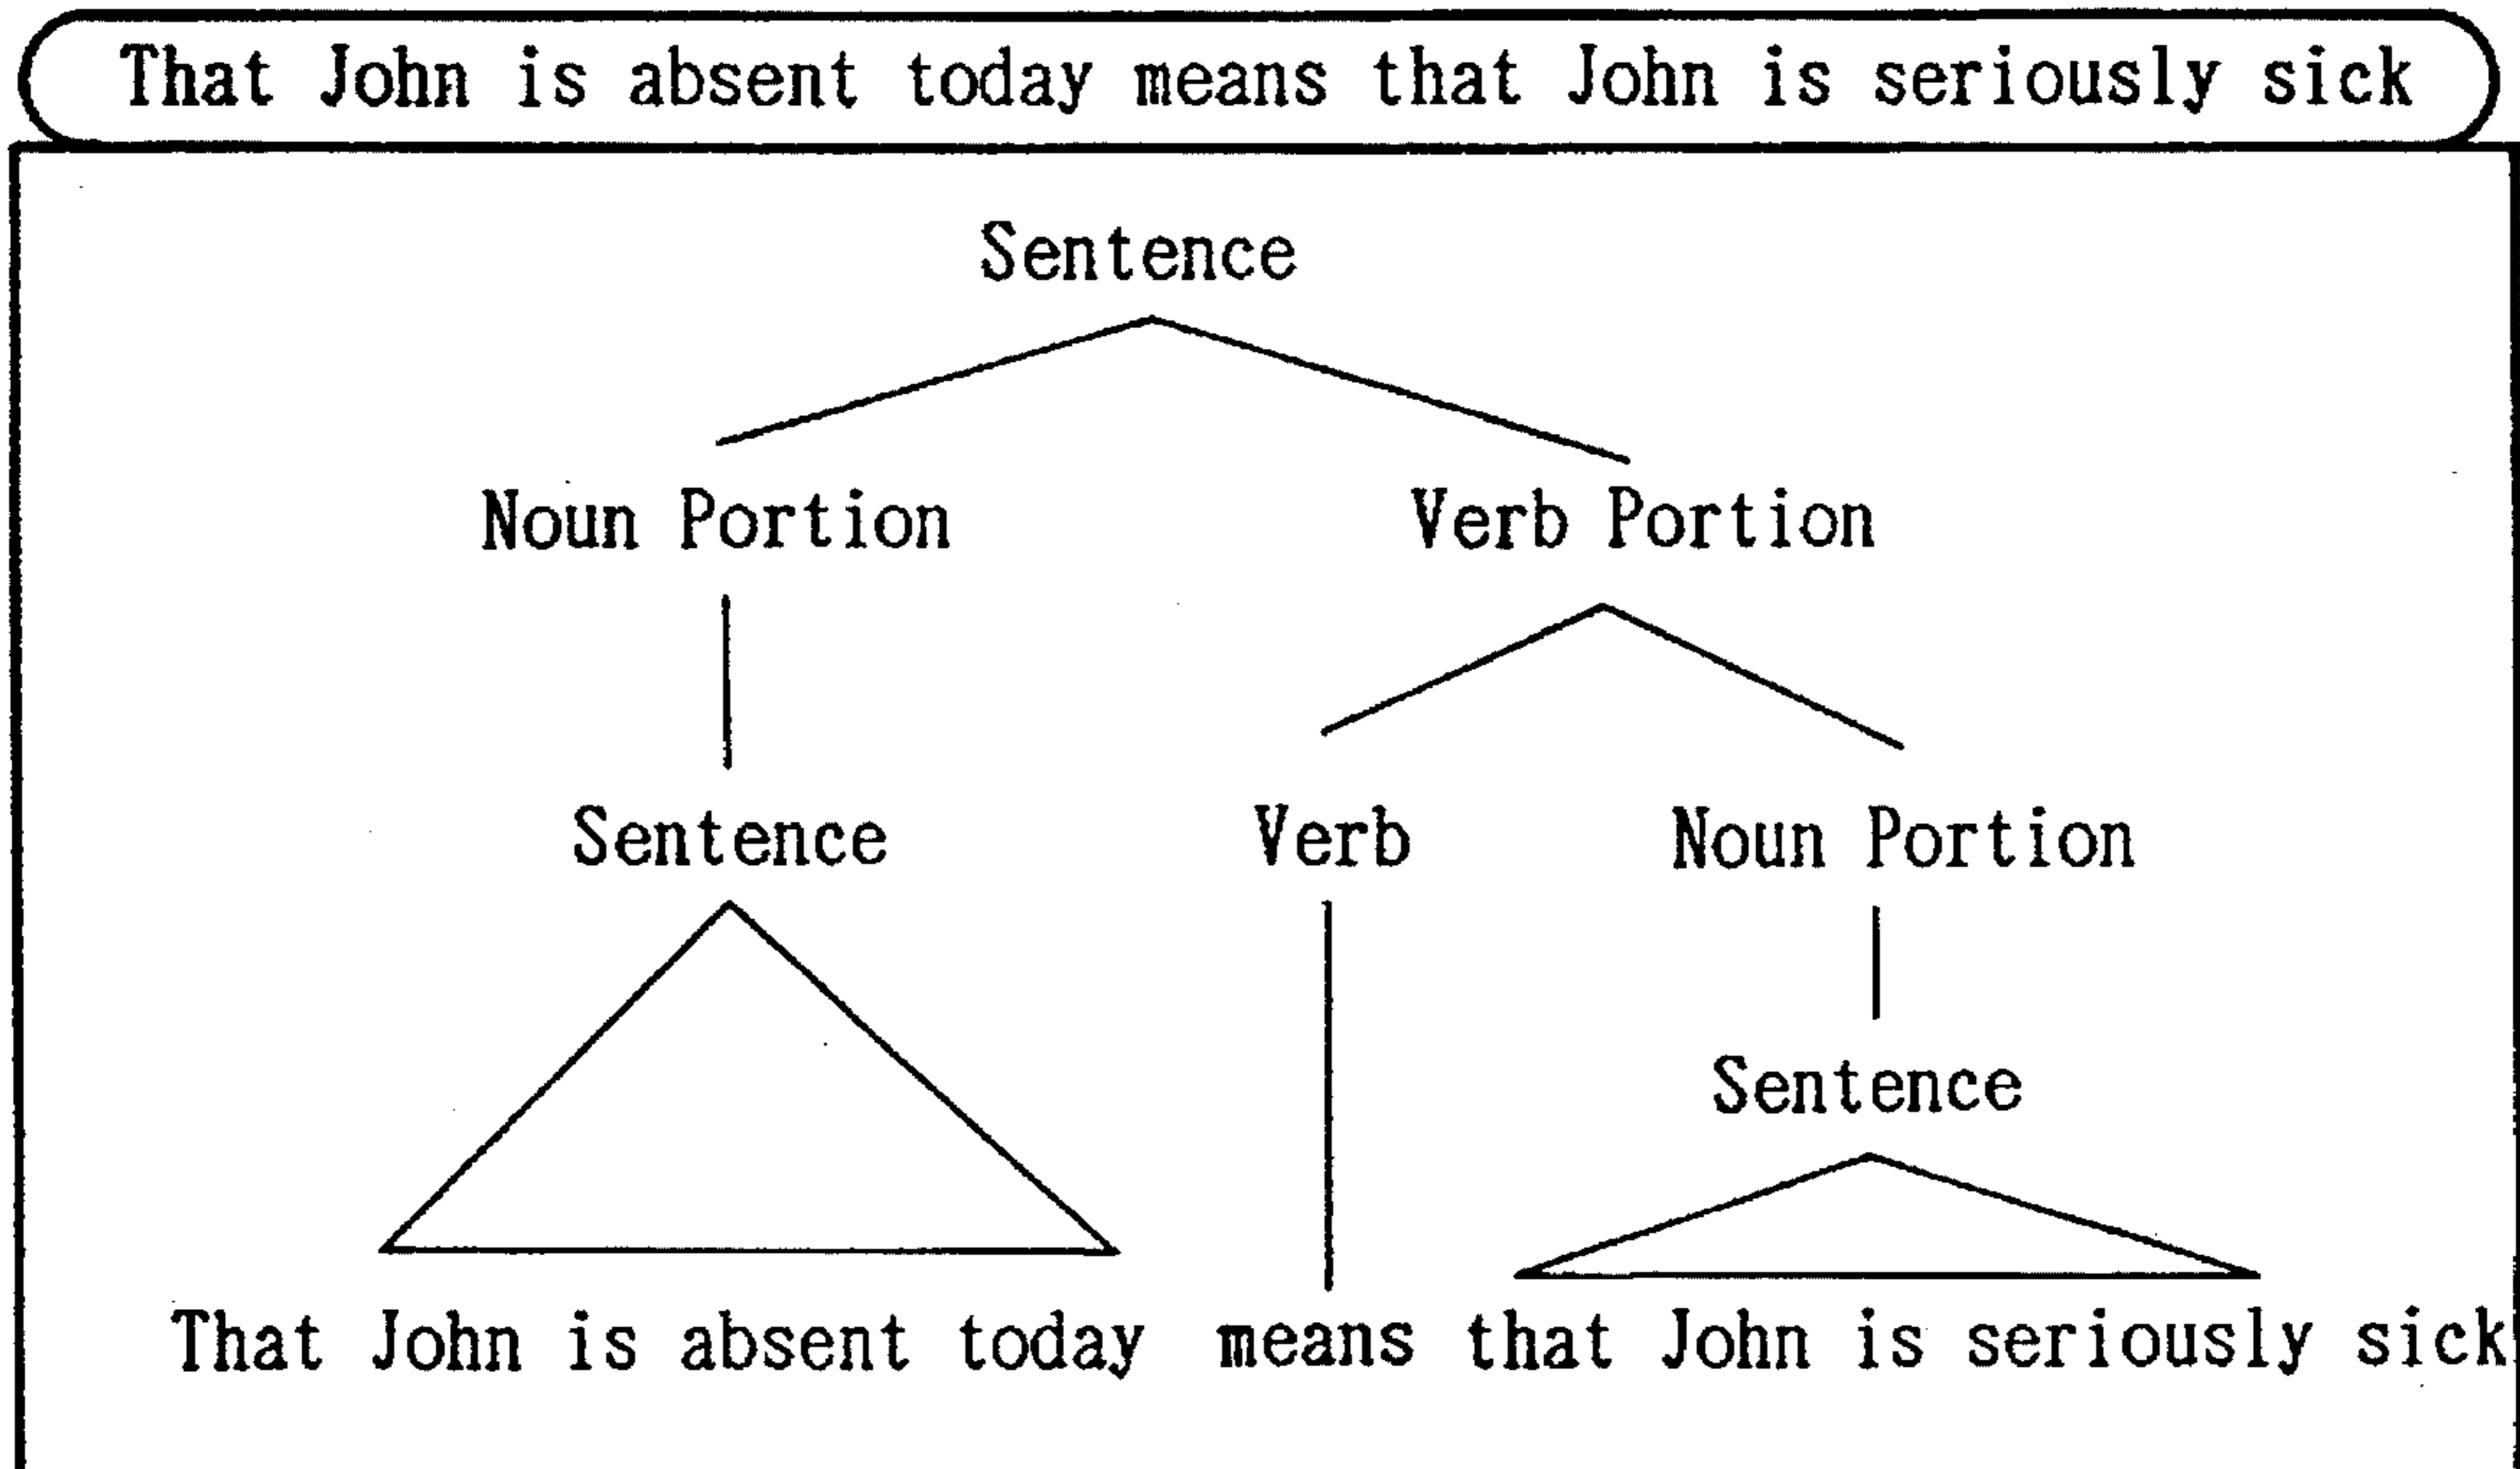 That John is absent today means that John is seriously sick
Sentence
Noun Portion Verb Portion
Sentence Verb Noun Portion
Sentence
That John is absent today means that John is seriously sick